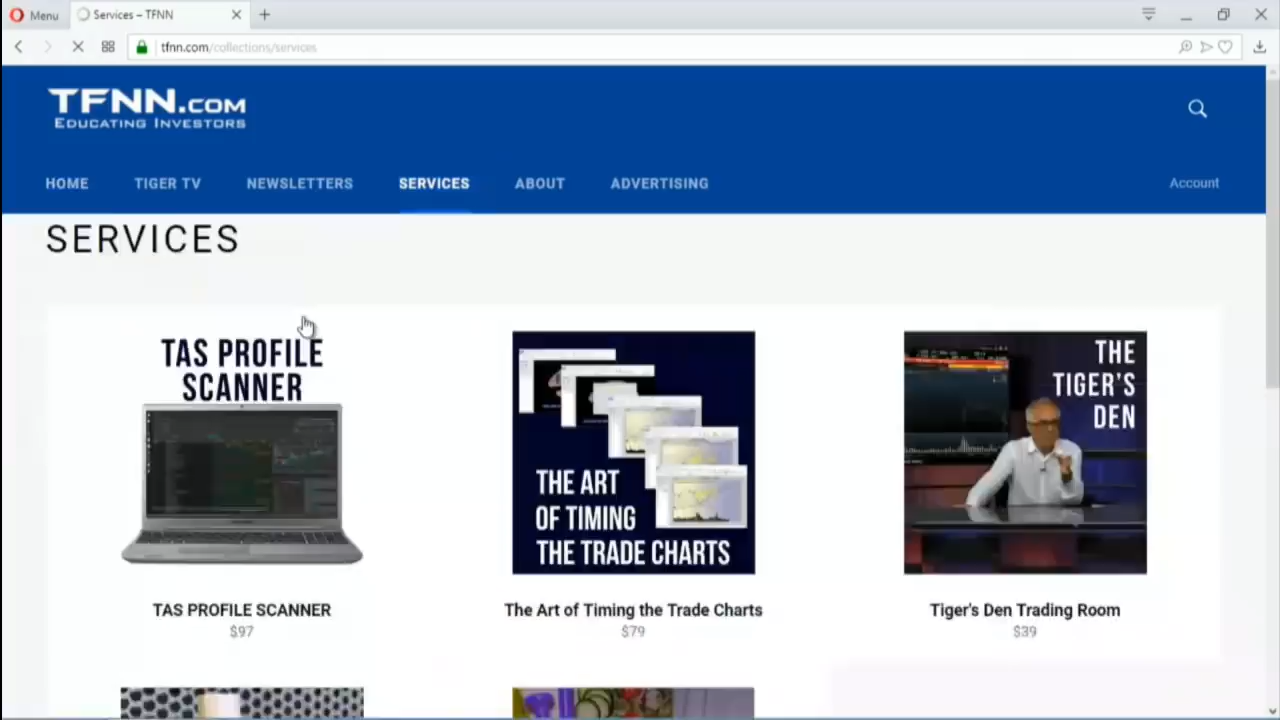 Menu
Services – TFNN
tfnn.com/collections/services
TFNN.COM
EDUCATING INVESTORS
HOME TIGER TV NEWSLETTERS SERVICES ABOUT ADVERTISING Account
SERVICES
TAS PROFILE
SCANNER
THE ART
OF TIMING
THE TRADE CHARTS
THE
TIGER'S
DEN
TAS PROFILE SCANNER
$97
The Art of Timing the Trade Charts
$79
Tiger's Den Trading Room
$39